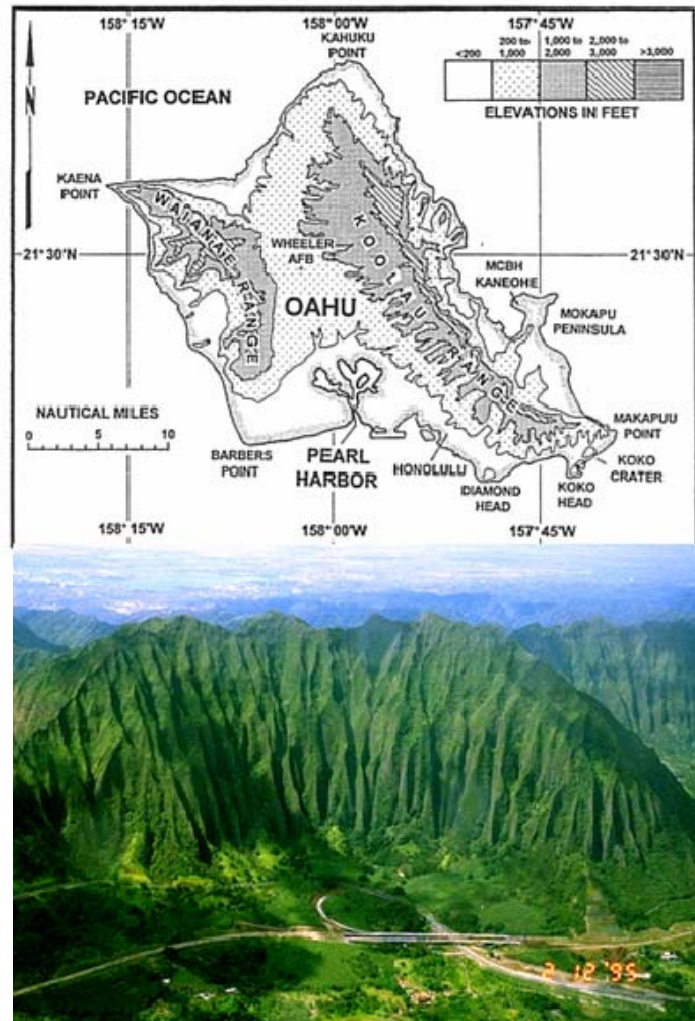 158° 15'W 158° 00'W 157° 45'W
KAHUKU
POINT
200 to 1,000 to 2,000 to
<200 1,000 2,000 3,000 >3,000
ELEVATIONS IN FEET
N
PACIFIC OCEAN
KAENA
POINT
WAIANAE RANGE
21° 30'N
WHEELER
AFB
KOOLAU RANGE
21° 30'N
MCBH
KANEOHE
OAHU
MOKAPU
PENINSULA
NAUTICAL MILES
0 5 10
BARBERS
POINT
PEARL
HARBOR
HONOLULU
DIAMOND
HEAD
KOKO
HEAD
MAKAPUU
POINT
KOKO
CRATER
158° 15'W 158° 00'W 157° 45'W
2 12 '95